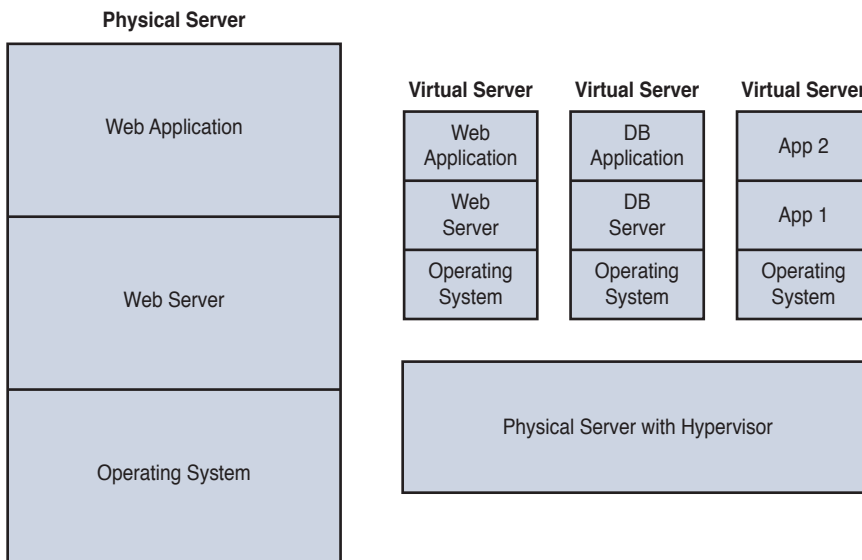 Physical Server
Web Application
Web Server
Operating System
Virtual Server
Web
Application
Web
Server
Operating
System
Virtual Server
DB
Application
DB
Server
Operating
System
Virtual Server
App 2
App 1
Operating
System
Physical Server with Hypervisor